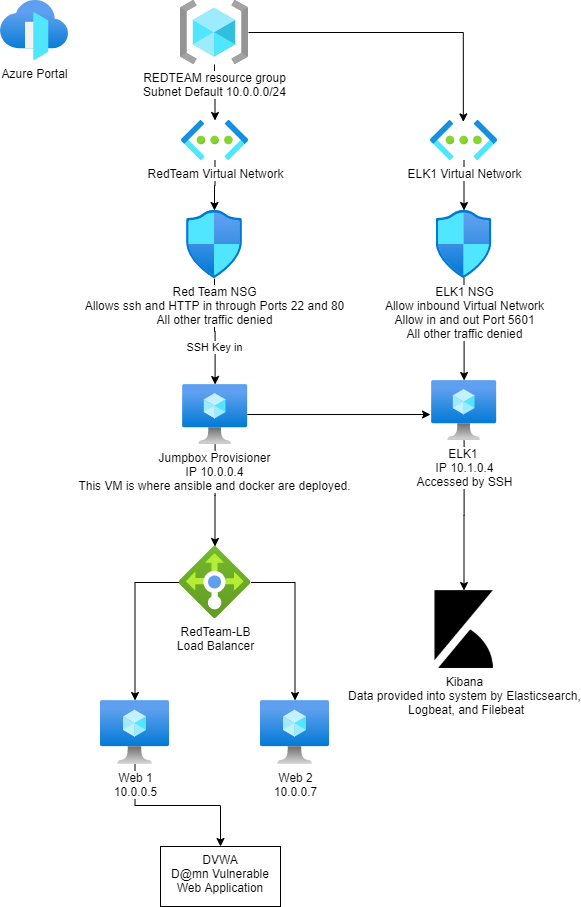 Azure Portal
REDTEAM resource group
Subnet Default 10.0.0.0/24
RedTeam Virtual Network
ELK1 Virtual Network
Red Team NSG
Allows ssh and HTTP in through Ports 22 and 80
All other traffic denied
ELK1 NSG
Allow inbound Virtual Network
Allow in and out Port 5601
All other traffic denied
SSH Key in
Jumpbox Provisioner
IP 10.0.0.4
This VM is where ansible and docker are deployed.
ELK1
IP 10.1.0.4
Accessed by SSH
RedTeam-LB
Load Balancer
Kibana
Data provided into system by Elasticsearch,
Logbeat, and Filebeat
Web 1
10.0.0.5
Web 2
10.0.0.7
DVWA
D@mn Vulnerable
Web Application